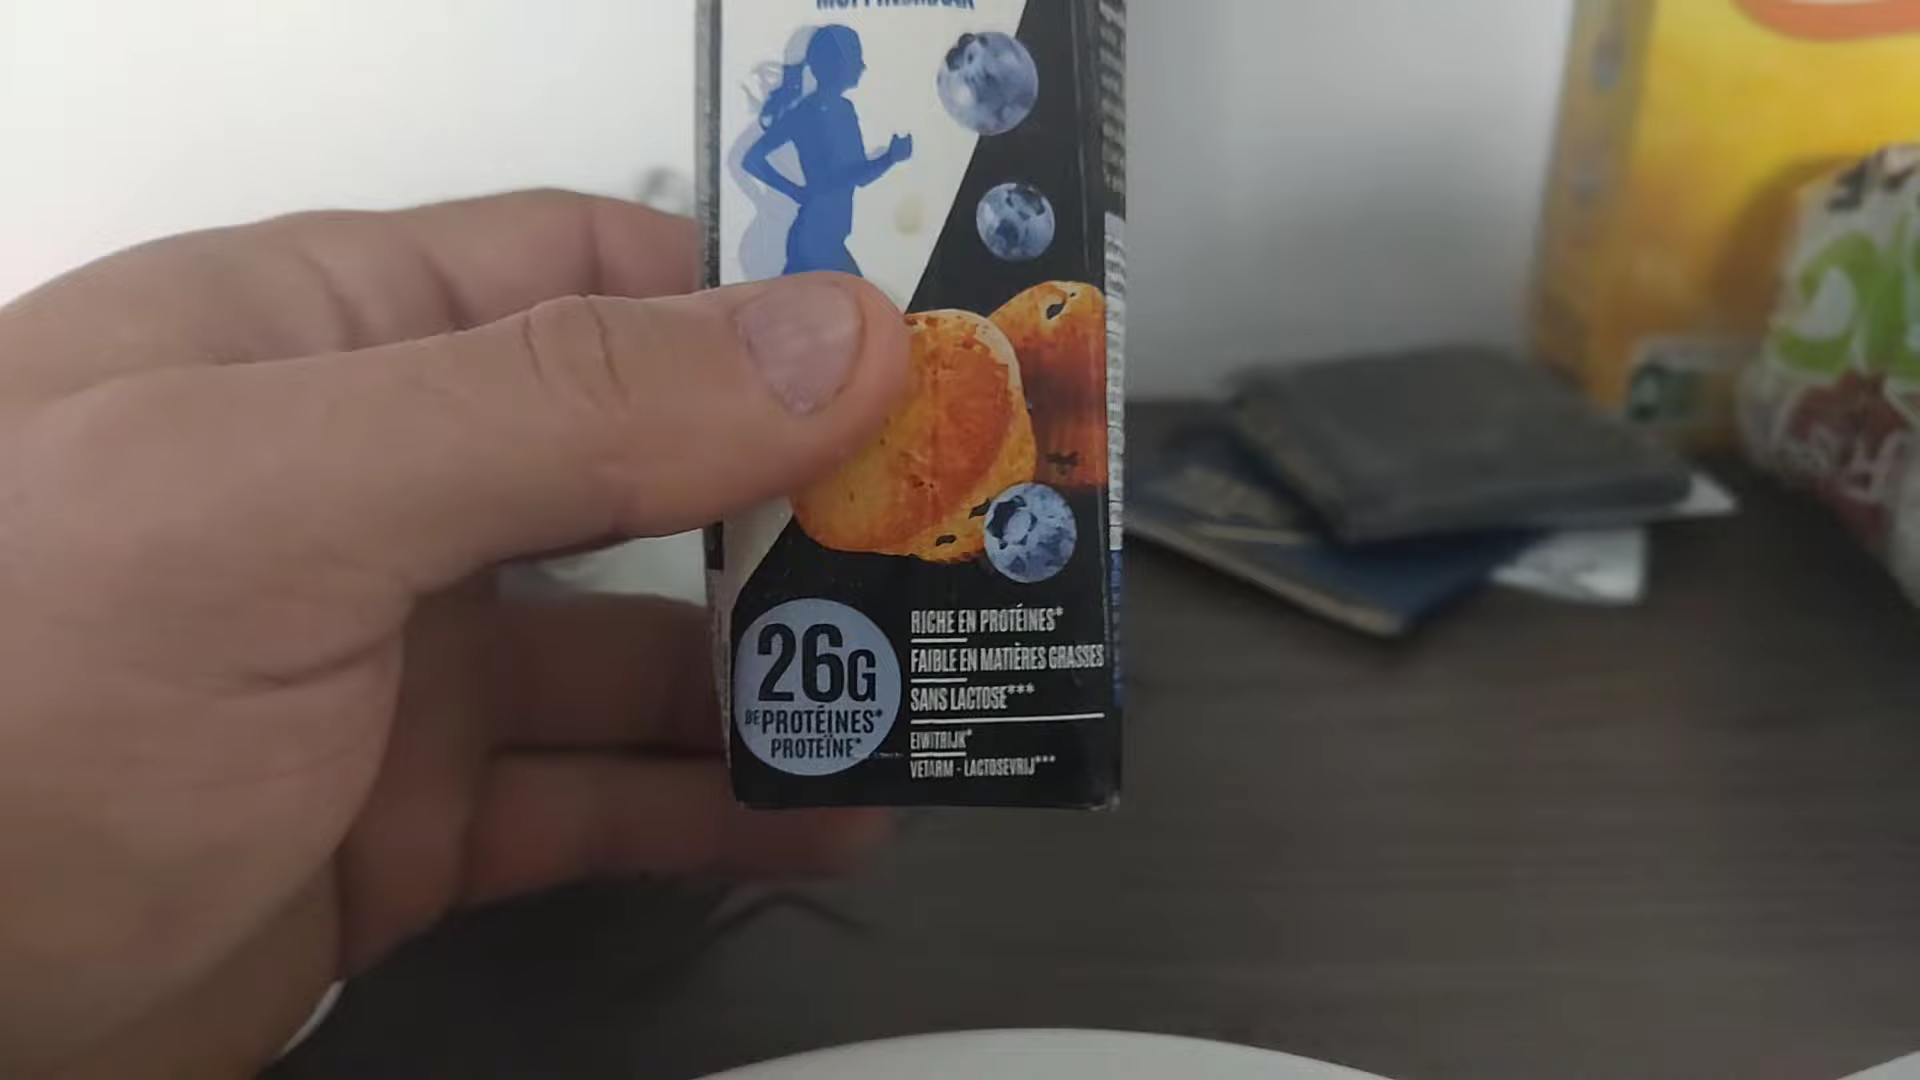 26G
DE PROTÉINES*
PROTEÏNE*
RICHE EN PROTÉINES*
FAIBLE EN MATIÈRES GRASSES
SANS LACTOSE***
EIWITRIJK*
VETARM - LACTOSEVRIJ***